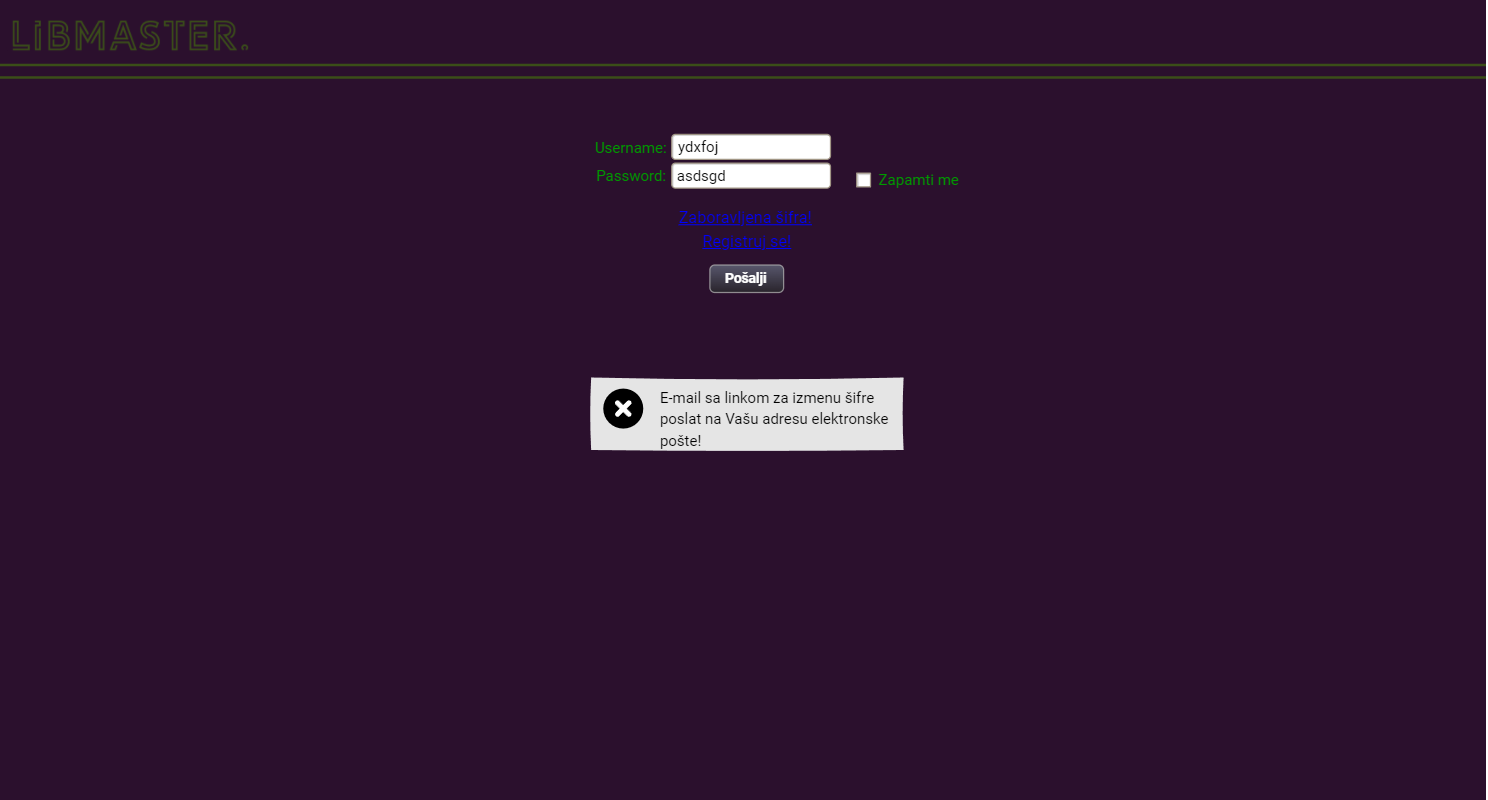 LiBMASTER.
Username: ydxfoj
Password: asdsgd
Zapamti me
Zaboravljena šifra!
Registruj se!
Pošalji
E-mail sa linkom za izmenu šifre
poslat na Vašu adresu elektronske
pošte!